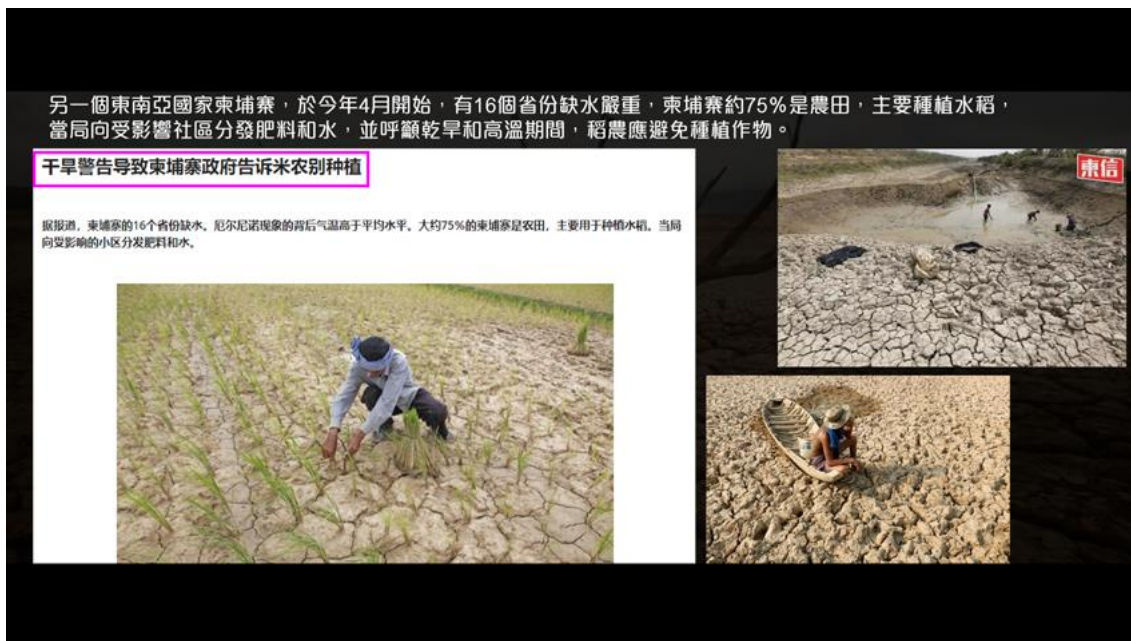 另一個東南亞國家柬埔寨，於今年4月開始，有16個省份缺水嚴重，柬埔寨約75%是農田，主要種植水稻，
當局向受影響社區分發肥料和水，並呼籲乾旱和高溫期間，稻農應避免種植作物。
干旱警告导致柬埔寨政府告诉米农别种植
東信
据报道，柬埔寨的16个省份缺水。厄尔尼诺现象的背后气温高于平均水平。大约75%的柬埔寨是农田，主要用于种植水稻。当局
向受影响的小区分发肥料和水。